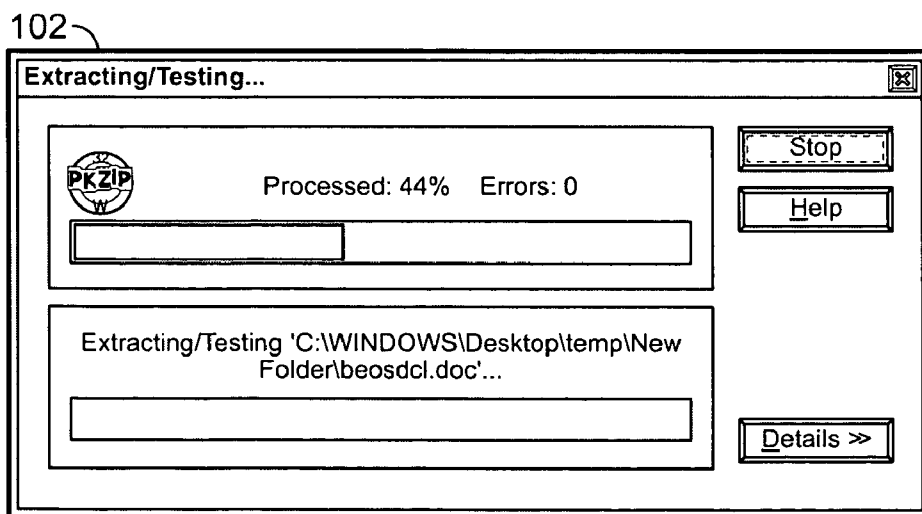 102
Extracting/Testing...
32
PKZIP
W
Processed: 44% Errors: 0
Stop
Help
Extracting/Testing 'C:\WINDOWS\Desktop\temp\New
Folder\beosdcl.doc'...
Details >>